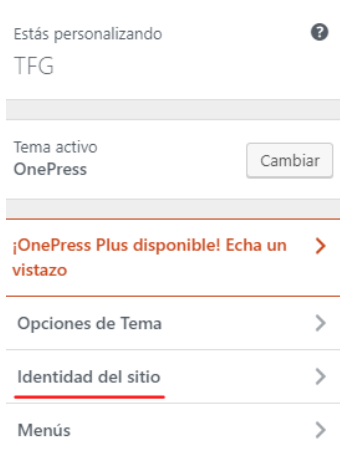 Estás personalizando
TFG
Tema activo
OnePress
Cambiar
¡OnePress Plus disponible! Echa un
vistazo
Opciones de Tema
Identidad del sitio
Menús